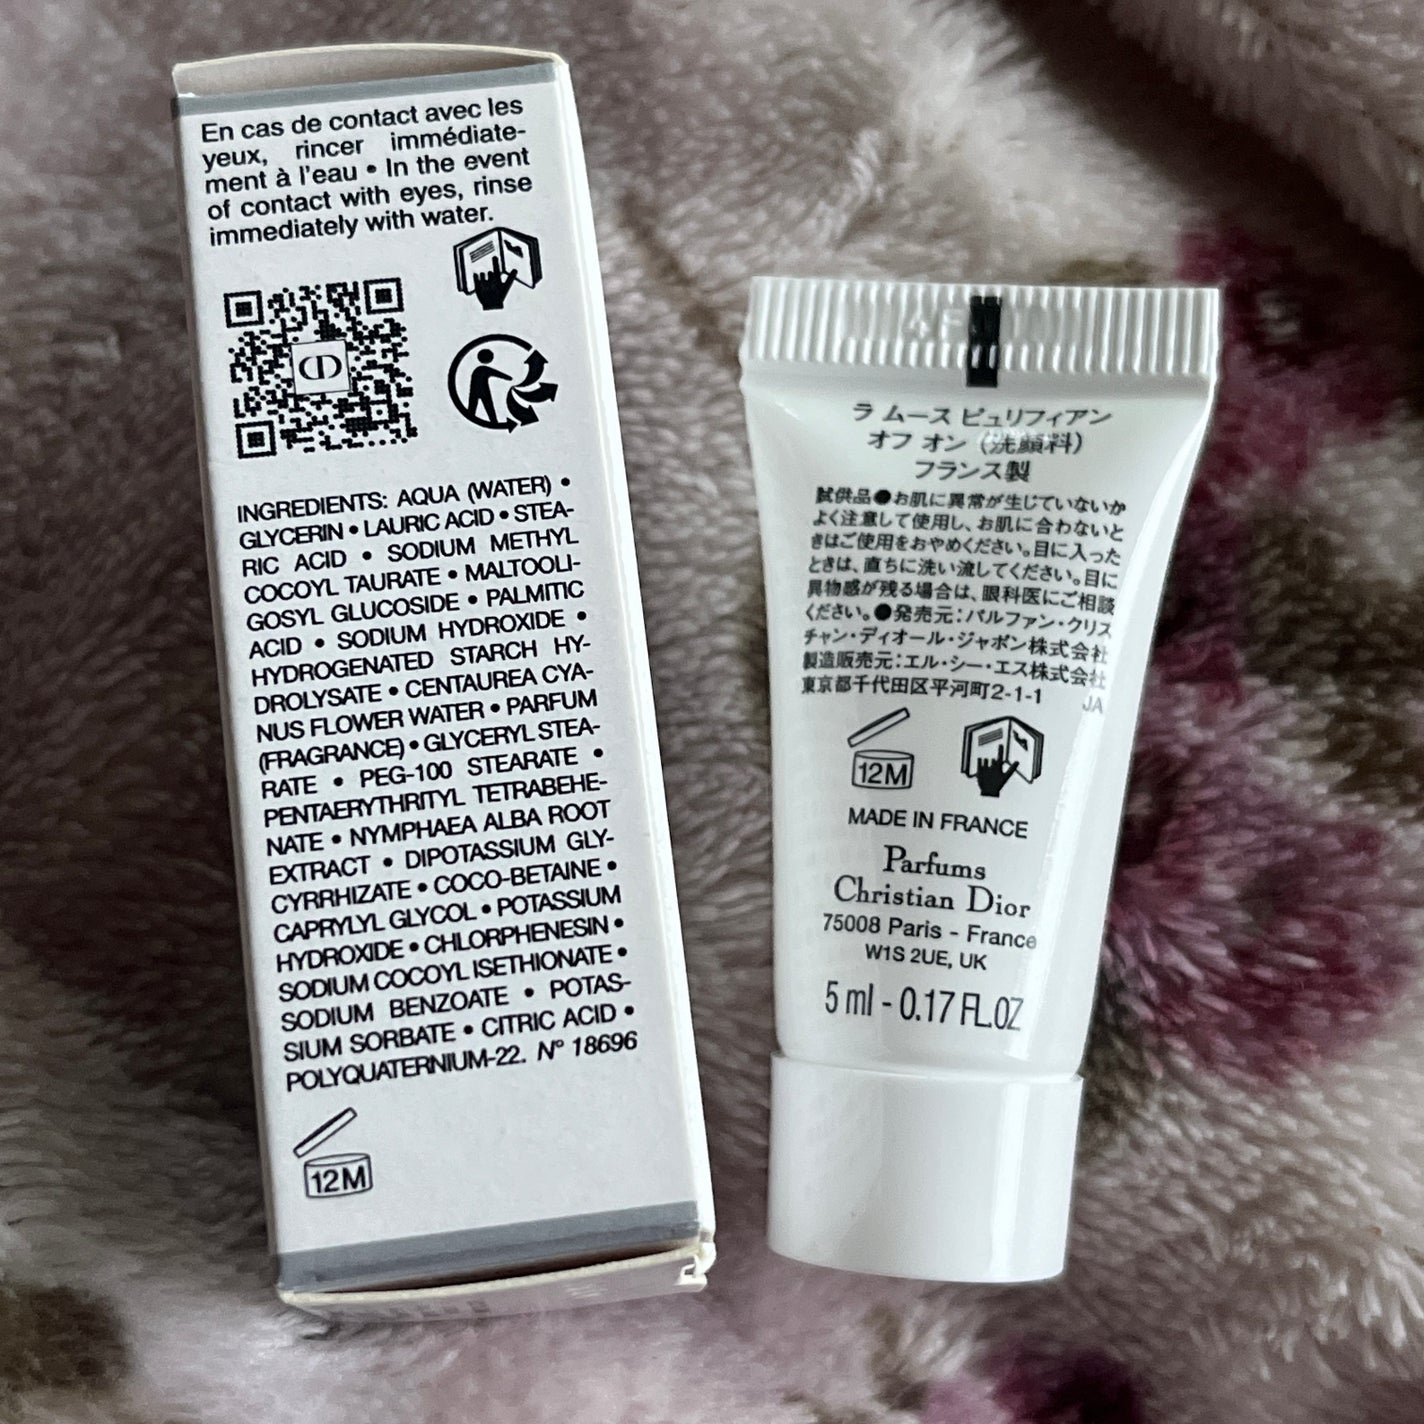 En cas de contact avec les
yeux, rincer immédiate-
ment à l'eau • In the event
of contact with eyes, rinse
immediately with water.
CD
INGREDIENTS: AQUA (WATER) •
GLYCERIN • LAURIC ACID • STEA-
RIC ACID • SODIUM METHYL
COCOYL TAURATE • MALTOOLI-
GOSYL GLUCOSIDE • PALMITIC
ACID • SODIUM HYDROXIDE •
HYDROGENATED STARCH HY-
DROLYSATE • CENTAUREA CYA-
NUS FLOWER WATER • PARFUM
(FRAGRANCE) • GLYCERYL STEA-
RATE • PEG-100 STEARATE •
PENTAERYTHRITYL TETRABEHE-
NATE • NYMPHAEA ALBA ROOT
EXTRACT • DIPOTASSIUM GLY-
CYRRHIZATE • COCO-BETAINE •
CAPRYLYL GLYCOL • POTASSIUM
HYDROXIDE • CHLORPHENESIN •
SODIUM COCOYL ISETHIONATE •
SODIUM BENZOATE • POTAS-
SIUM SORBATE • CITRIC ACID •
POLYQUATERNIUM-22. N° 18696
12M
ラ ムース ピュリフィアン
オフ オン (洗顔料)
フランス製
試供品●お肌に異常が生じていないか
よく注意して使用し、お肌に合わないと
きはご使用をおやめください。目に入った
ときは、直ちに洗い流してください。目に
異物感が残る場合は、眼科医にご相談
ください。●発売元：パルファン・クリス
チャン・ディオール・ジャポン株式会社
製造販売元：エル・シー・エス株式会社
東京都千代田区平河町2-1-1 JA
12M
MADE IN FRANCE
Parfums
Christian Dior
75008 Paris - France
W1S 2UE, UK
5 ml - 0.17 FL.OZ